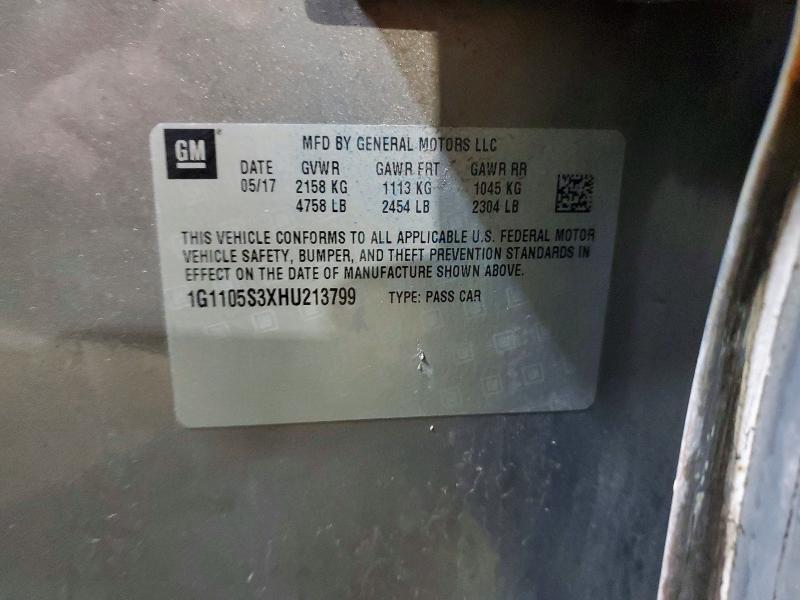 GM
MFD BY GENERAL MOTORS LLC
DATE GVWR GAWR FRT GAWR RR
05/17 2158 KG 1113 KG 1045 KG
4758 LB 2454 LB 2304 LB
THIS VEHICLE CONFORMS TO ALL APPLICABLE U.S. FEDERAL MOTOR
VEHICLE SAFETY, BUMPER, AND THEFT PREVENTION STANDARDS IN
EFFECT ON THE DATE OF MANUFACTURE SHOWN ABOVE.
1G1105S3XHU213799 TYPE: PASS CAR